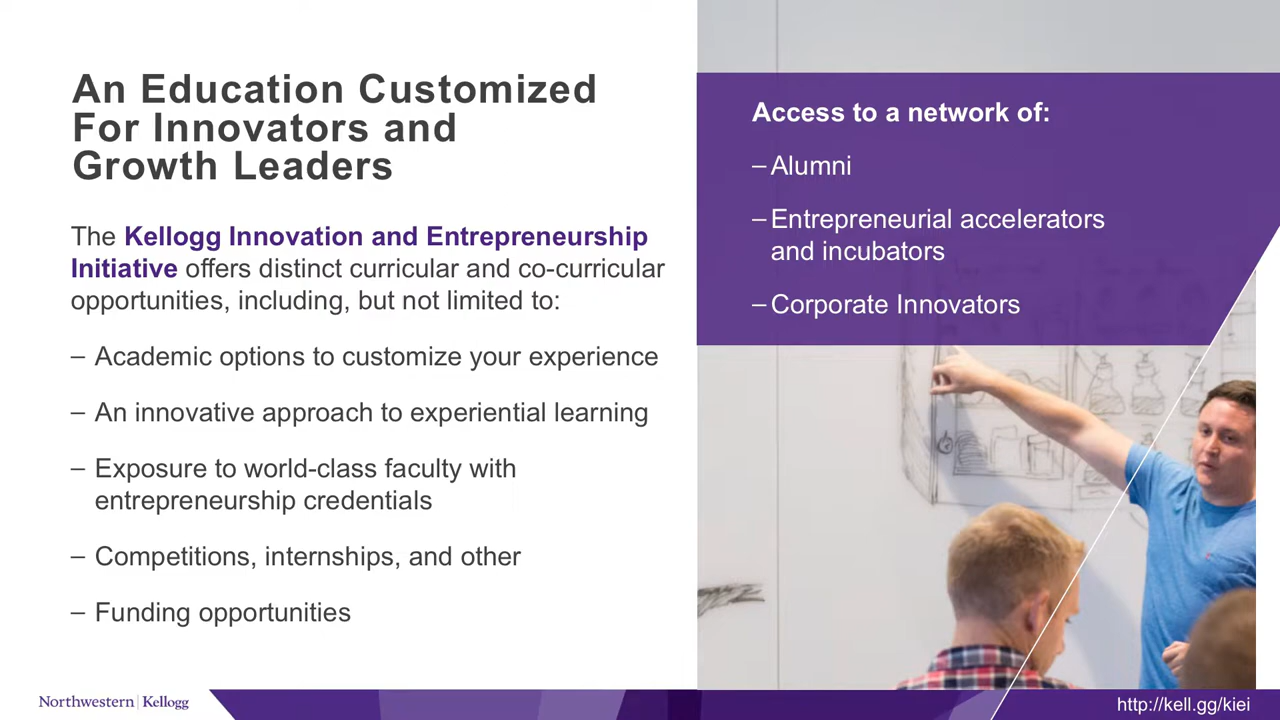 An Education Customized
For Innovators and
Growth Leaders
The Kellogg Innovation and Entrepreneurship
Initiative offers distinct curricular and co-curricular
opportunities, including, but not limited to:
– Academic options to customize your experience
– An innovative approach to experiential learning
– Exposure to world-class faculty with
entrepreneurship credentials
– Competitions, internships, and other
– Funding opportunities
Access to a network of:
– Alumni
– Entrepreneurial accelerators
and incubators
– Corporate Innovators
Northwestern | Kellogg
http://kell.gg/kiei